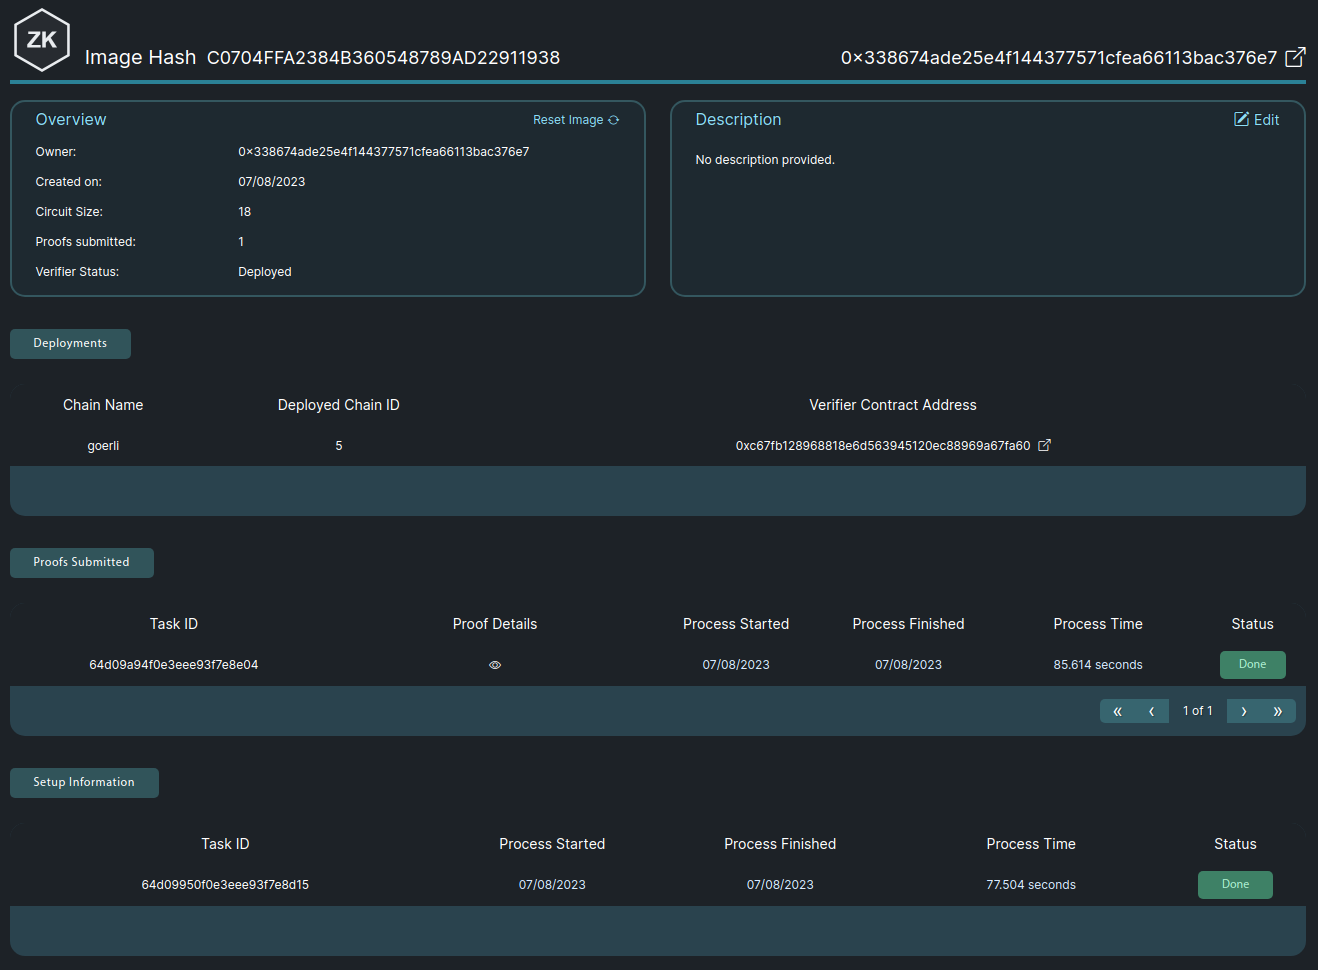 ZK
Image Hash C0704FFA2384B360548789AD22911938
0x338674ade25e4f144377571cfea66113bac376e7
Overview
Reset Image
Owner: 0x338674ade25e4f144377571cfea66113bac376e7
Created on: 07/08/2023
Circuit Size: 18
Proofs submitted: 1
Verifier Status: Deployed
Description
Edit
No description provided.
Deployments
Chain Name Deployed Chain ID Verifier Contract Address
goerli 5 0xc67fb128968818e6d563945120ec88969a67fa60
Proofs Submitted
Task ID Proof Details Process Started Process Finished Process Time Status
64d09a94f0e3eee93f7e8e04 07/08/2023 07/08/2023 85.614 seconds Done
« ‹ 1 of 1 › »
Setup Information
Task ID Process Started Process Finished Process Time Status
64d09950f0e3eee93f7e8d15 07/08/2023 07/08/2023 77.504 seconds Done